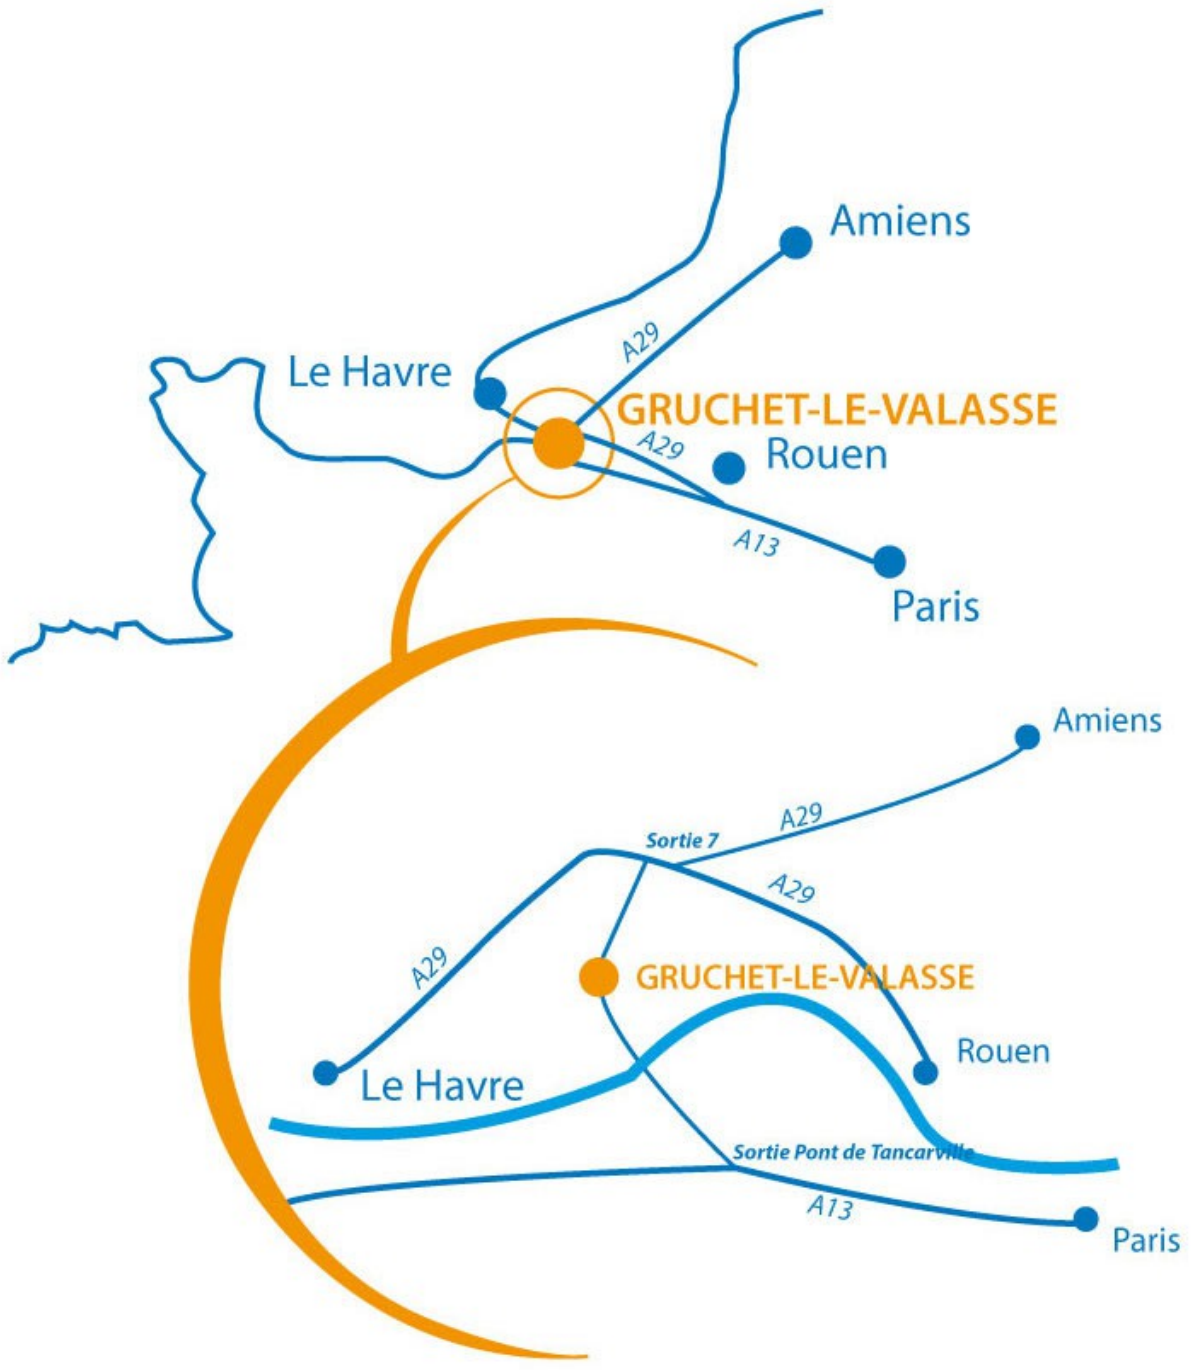 Amiens
A29
Le Havre
GRUCHET-LE-VALASSE
A29
Rouen
A13
Paris
Amiens
A29
Sortie 7
A29
A29
GRUCHET-LE-VALASSE
Rouen
Le Havre
Sortie Pont de Tancarville
A13
Paris